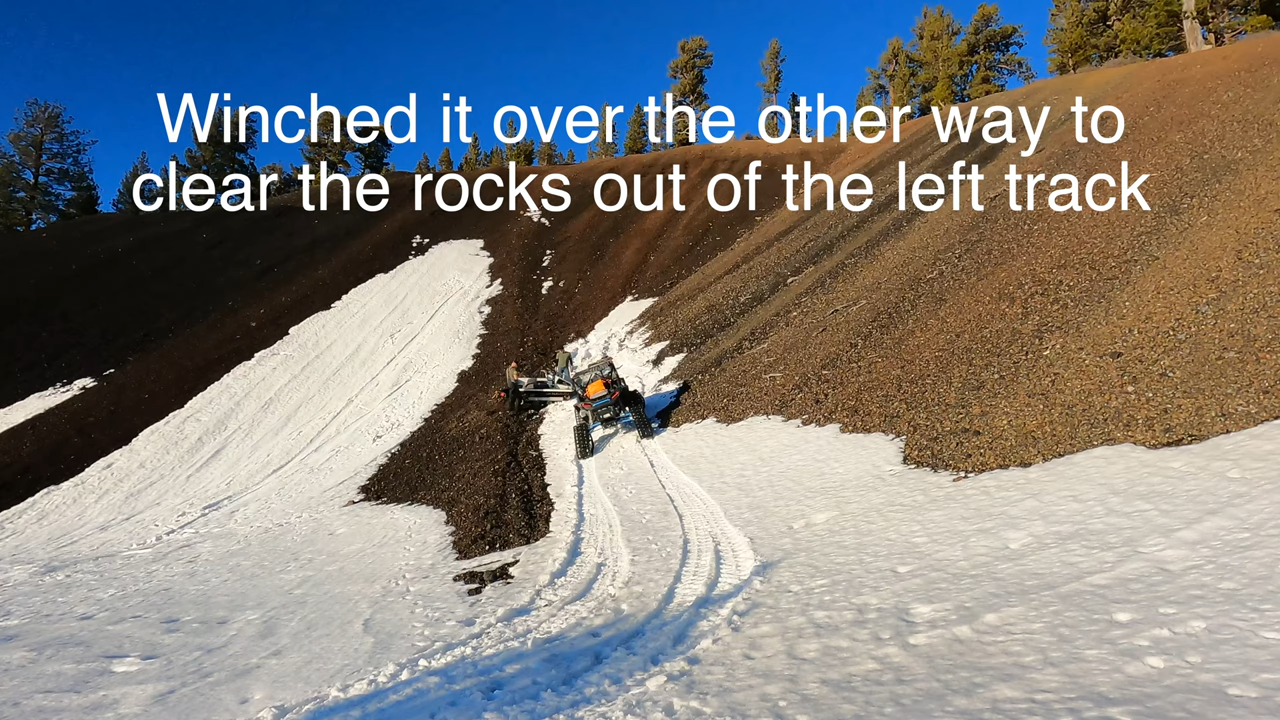 Winched it over the other way to
clear the rocks out of the left track